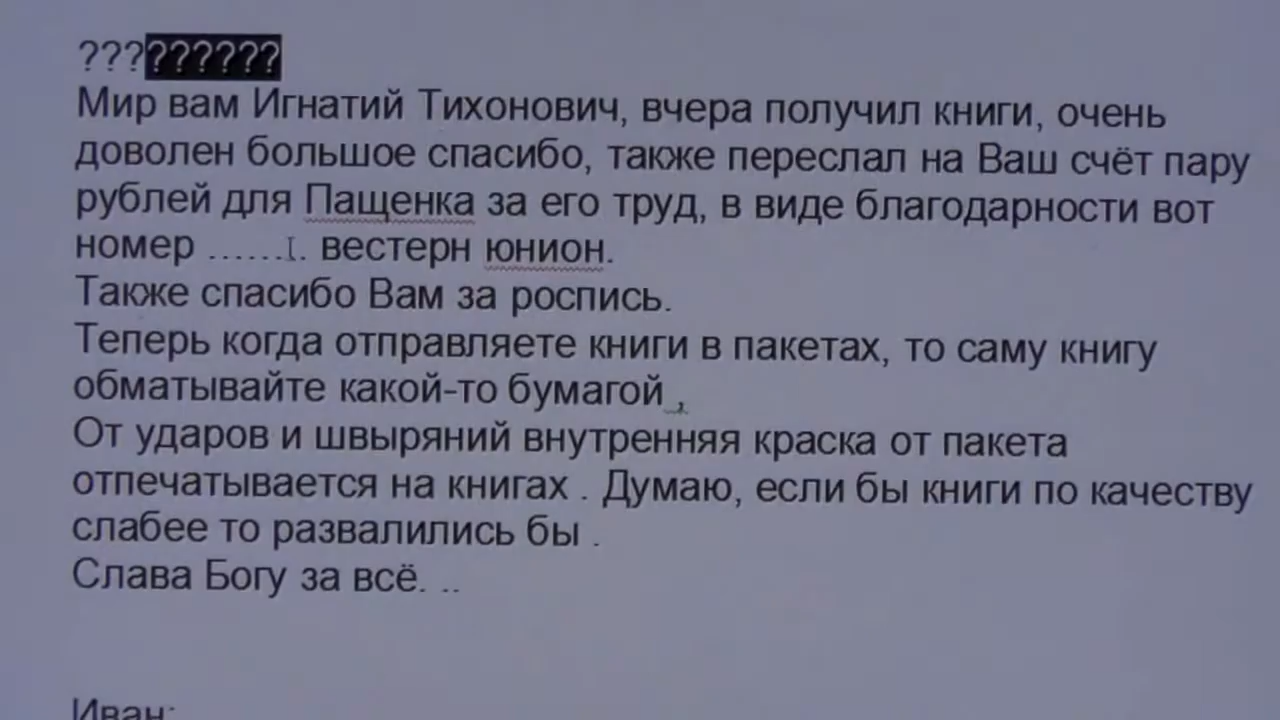 ?????????
Мир вам Игнатий Тихонович, вчера получил книги, очень
доволен большое спасибо, также переслал на Ваш счёт пару
рублей для Пащенка за его труд, в виде благодарности вот
номер ....... вестерн юнион.
Также спасибо Вам за роспись.
Теперь когда отправляете книги в пакетах, то саму книгу
обматывайте какой-то бумагой ,
От ударов и швыряний внутренняя краска от пакета
отпечатывается на книгах . Думаю, если бы книги по качеству
слабее то развалились бы .
Слава Богу за всё. ..
Иван: